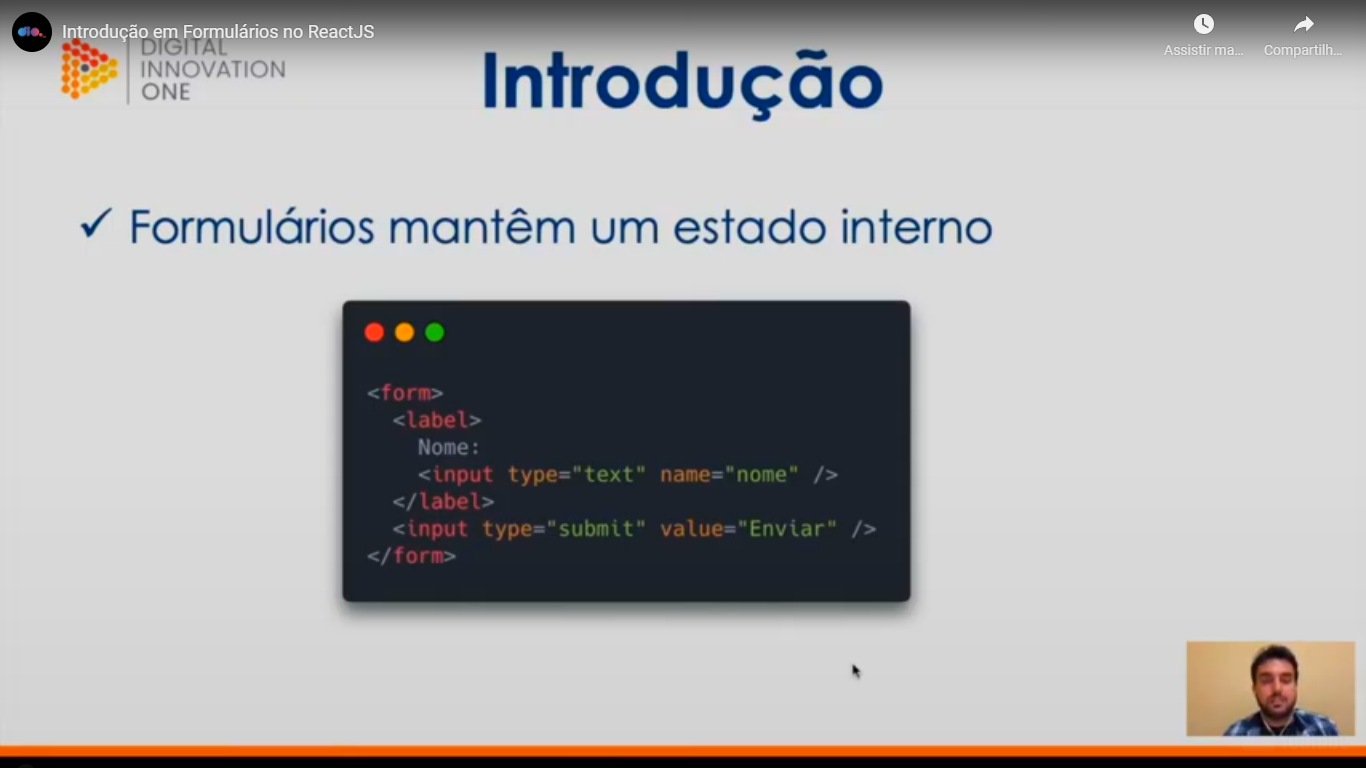 Introdução em Formulários no ReactJS
Assistir ma...
Compartilh...
DIGITAL
INNOVATION
ONE
Introdução
✓ Formulários mantêm um estado interno
<form>
<label>
Nome:
<input type="text" name="nome" />
</label>
<input type="submit" value="Enviar" />
</form>